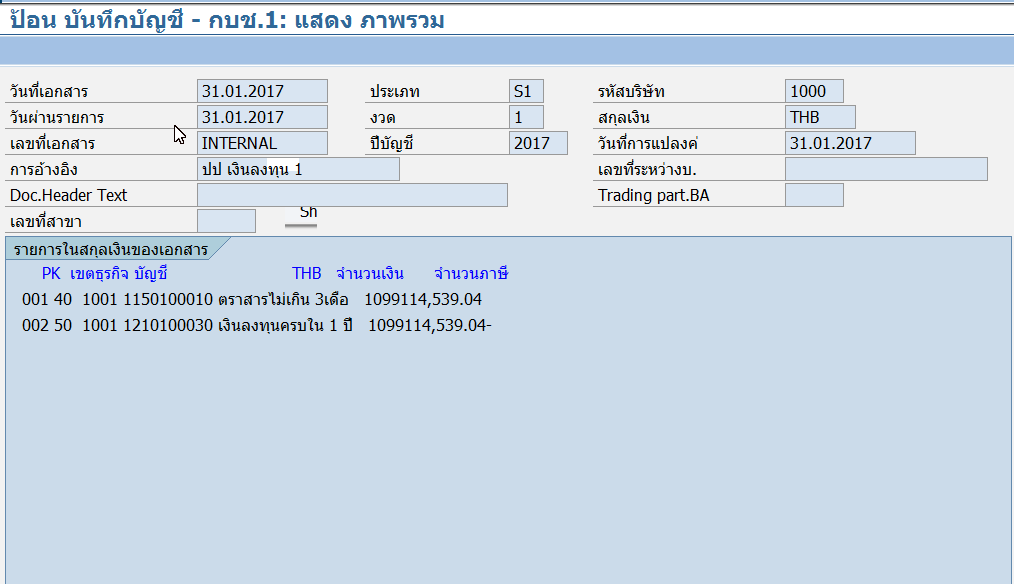 ป้อน บันทึกบัญชี - กบช.1: แสดง ภาพรวม
วันที่เอกสาร 31.01.2017 ประเภท S1 รหัสบริษัท 1000
วันผ่านรายการ 31.01.2017 งวด 1 สกุลเงิน THB
เลขที่เอกสาร INTERNAL ปีบัญชี 2017 วันที่การแปลงค่ 31.01.2017
การอ้างอิง ปป เงินลงทุน 1 เลขที่ระหว่างบ.
Doc.Header Text Trading part.BA
Sh
เลขที่สาขา
รายการในสกุลเงินของเอกสาร
PK เขตธุรกิจ บัญชี THB จำนวนเงิน จำนวนภาษี
001 40 1001 1150100010 ตราสารไม่เกิน 3เดือ 1099114,539.04
002 50 1001 1210100030 เงินลงทุนครบใน 1 ปี 1099114,539.04-